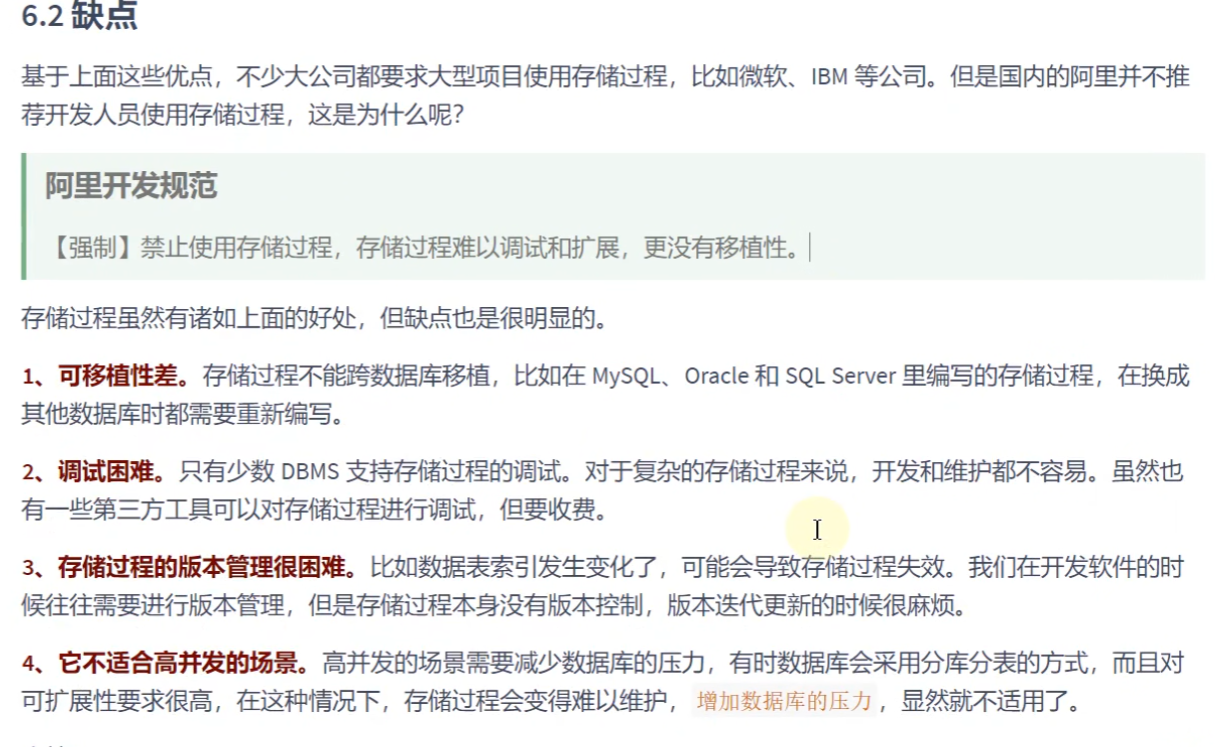 6.2 缺点
基于上面这些优点，不少大公司都要求大型项目使用存储过程，比如微软、IBM 等公司。但是国内的阿里并不推
荐开发人员使用存储过程，这是为什么呢？
阿里开发规范
【强制】禁止使用存储过程，存储过程难以调试和扩展，更没有移植性。
存储过程虽然有诸如上面的好处，但缺点也是很明显的。
1、可移植性差。存储过程不能跨数据库移植，比如在 MySQL、Oracle 和 SQL Server 里编写的存储过程，在换成
其他数据库时都需要重新编写。
2、调试困难。只有少数 DBMS 支持存储过程的调试。对于复杂的存储过程来说，开发和维护都不容易。虽然也
有一些第三方工具可以对存储过程进行调试，但要收费。
3、存储过程的版本管理很困难。比如数据表索引发生变化了，可能会导致存储过程失效。我们在开发软件的时
候往往需要进行版本管理，但是存储过程本身没有版本控制，版本迭代更新的时候很麻烦。
4、它不适合高并发的场景。高并发的场景需要减少数据库的压力，有时数据库会采用分库分表的方式，而且对
可扩展性要求很高，在这种情况下，存储过程会变得难以维护，增加数据库的压力，显然就不适用了。